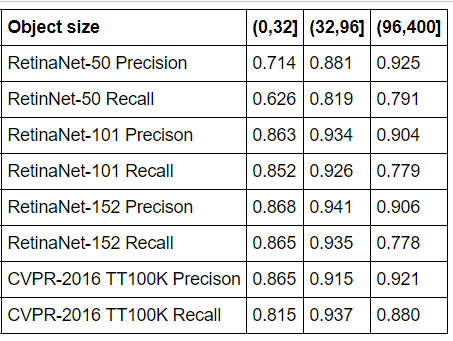 Object size (0,32] (32,96] (96,400]
RetinaNet-50 Precision 0.714 0.881 0.925
RetinNet-50 Recall 0.626 0.819 0.791
RetinaNet-101 Precison 0.863 0.934 0.904
RetinaNet-101 Recall 0.852 0.926 0.779
RetinaNet-152 Precison 0.868 0.941 0.906
RetinaNet-152 Recall 0.865 0.935 0.778
CVPR-2016 TT100K Precison 0.865 0.915 0.921
CVPR-2016 TT100K Recall 0.815 0.937 0.880